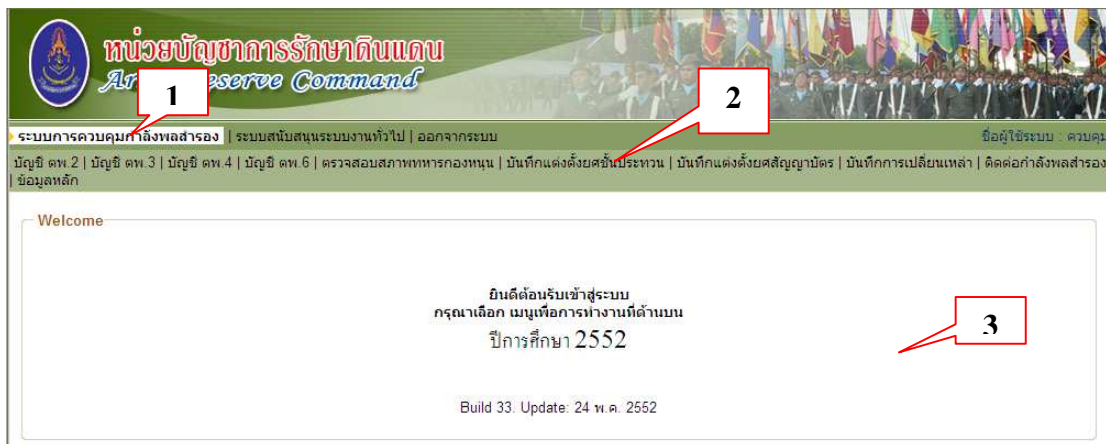 หน่วยบัญชาการรักษาดินแดน
Reserve Command
1
2
ระบบการควบคุมกำลังพลสำรอง | ระบบสนับสนุนระบบงานทั่วไป | ออกจากระบบ
ชื่อผู้ใช้ระบบ : ควบคุม
บัญชี ตพ.2 | บัญชี ตพ.3 | บัญชี ตพ.4 | บัญชี ตพ.6 | ตรวจสอบสภาพทหารกองหนุน | บันทึกแต่งตั้งยศชั้นประทวน | บันทึกแต่งตั้งยศสัญญาบัตร | บันทึกการเปลี่ยนเหล่า | ติดต่อกำลังพลสำรอง
| ข้อมูลหลัก
Welcome
ยินดีต้อนรับเข้าสู่ระบบ
กรุณาเลือก เมนูเพื่อการทำงานที่ด้านบน
3
ปีการศึกษา 2552
Build 33. Update: 24 พ.ค. 2552